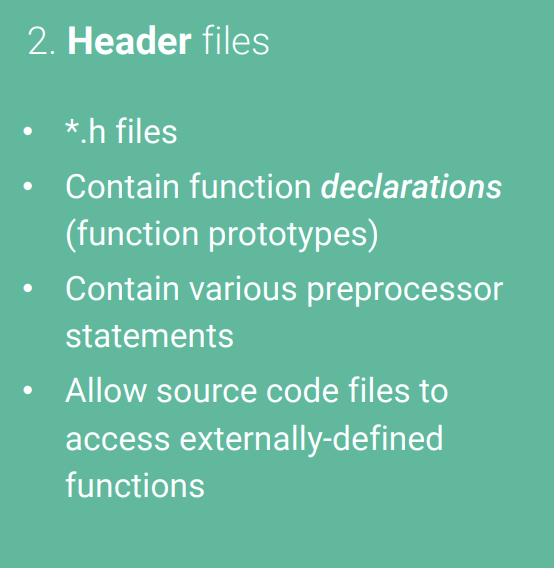 2. Header files
• *.h files
• Contain function declarations
(function prototypes)
• Contain various preprocessor
statements
• Allow source code files to
access externally-defined
functions